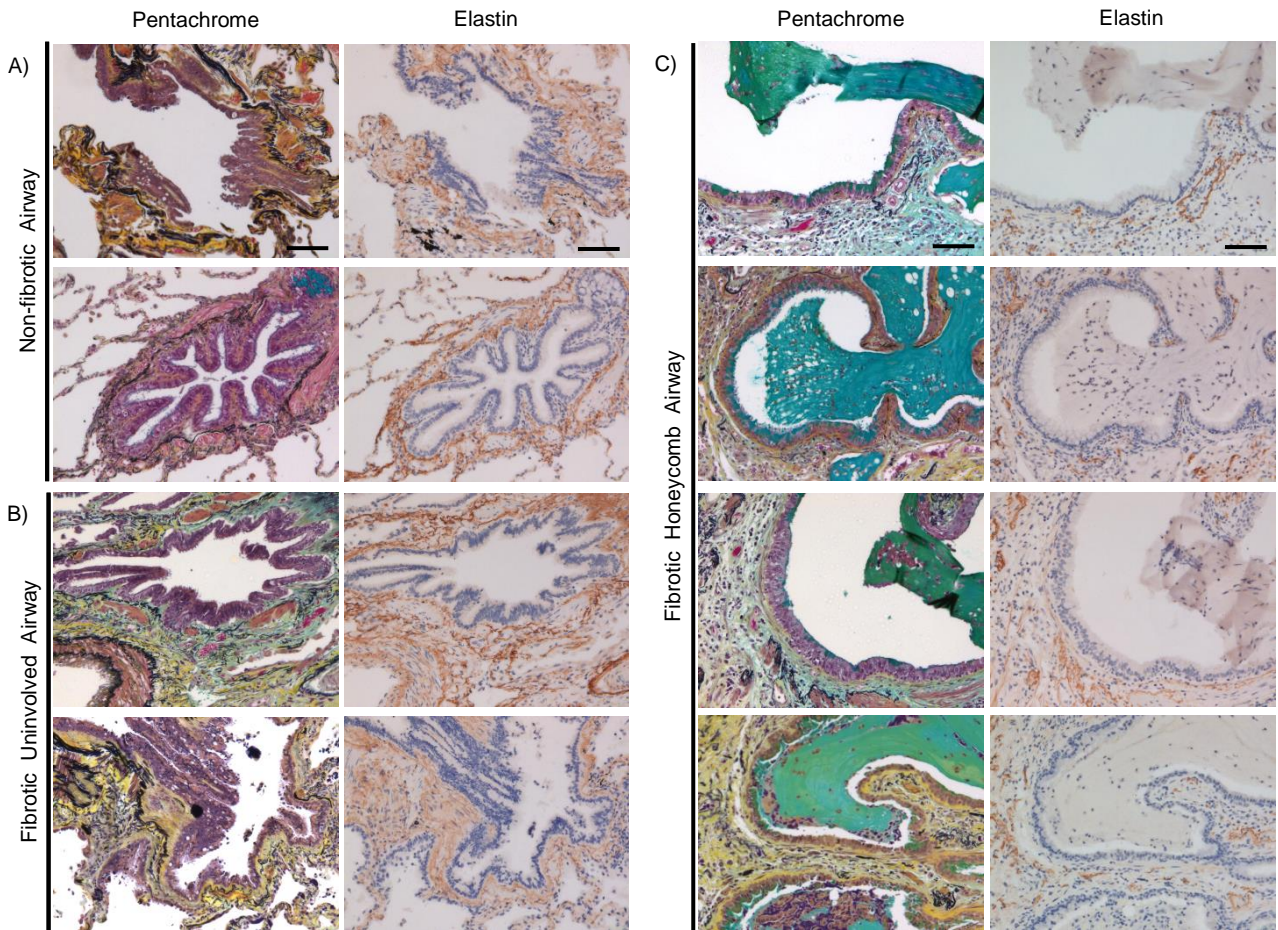 Pentachrome
Elastin
Pentachrome
Elastin
A)
Non-fibrotic Airway
B)
Fibrotic Uninvolved Airway
C)
Fibrotic Honeycomb Airway